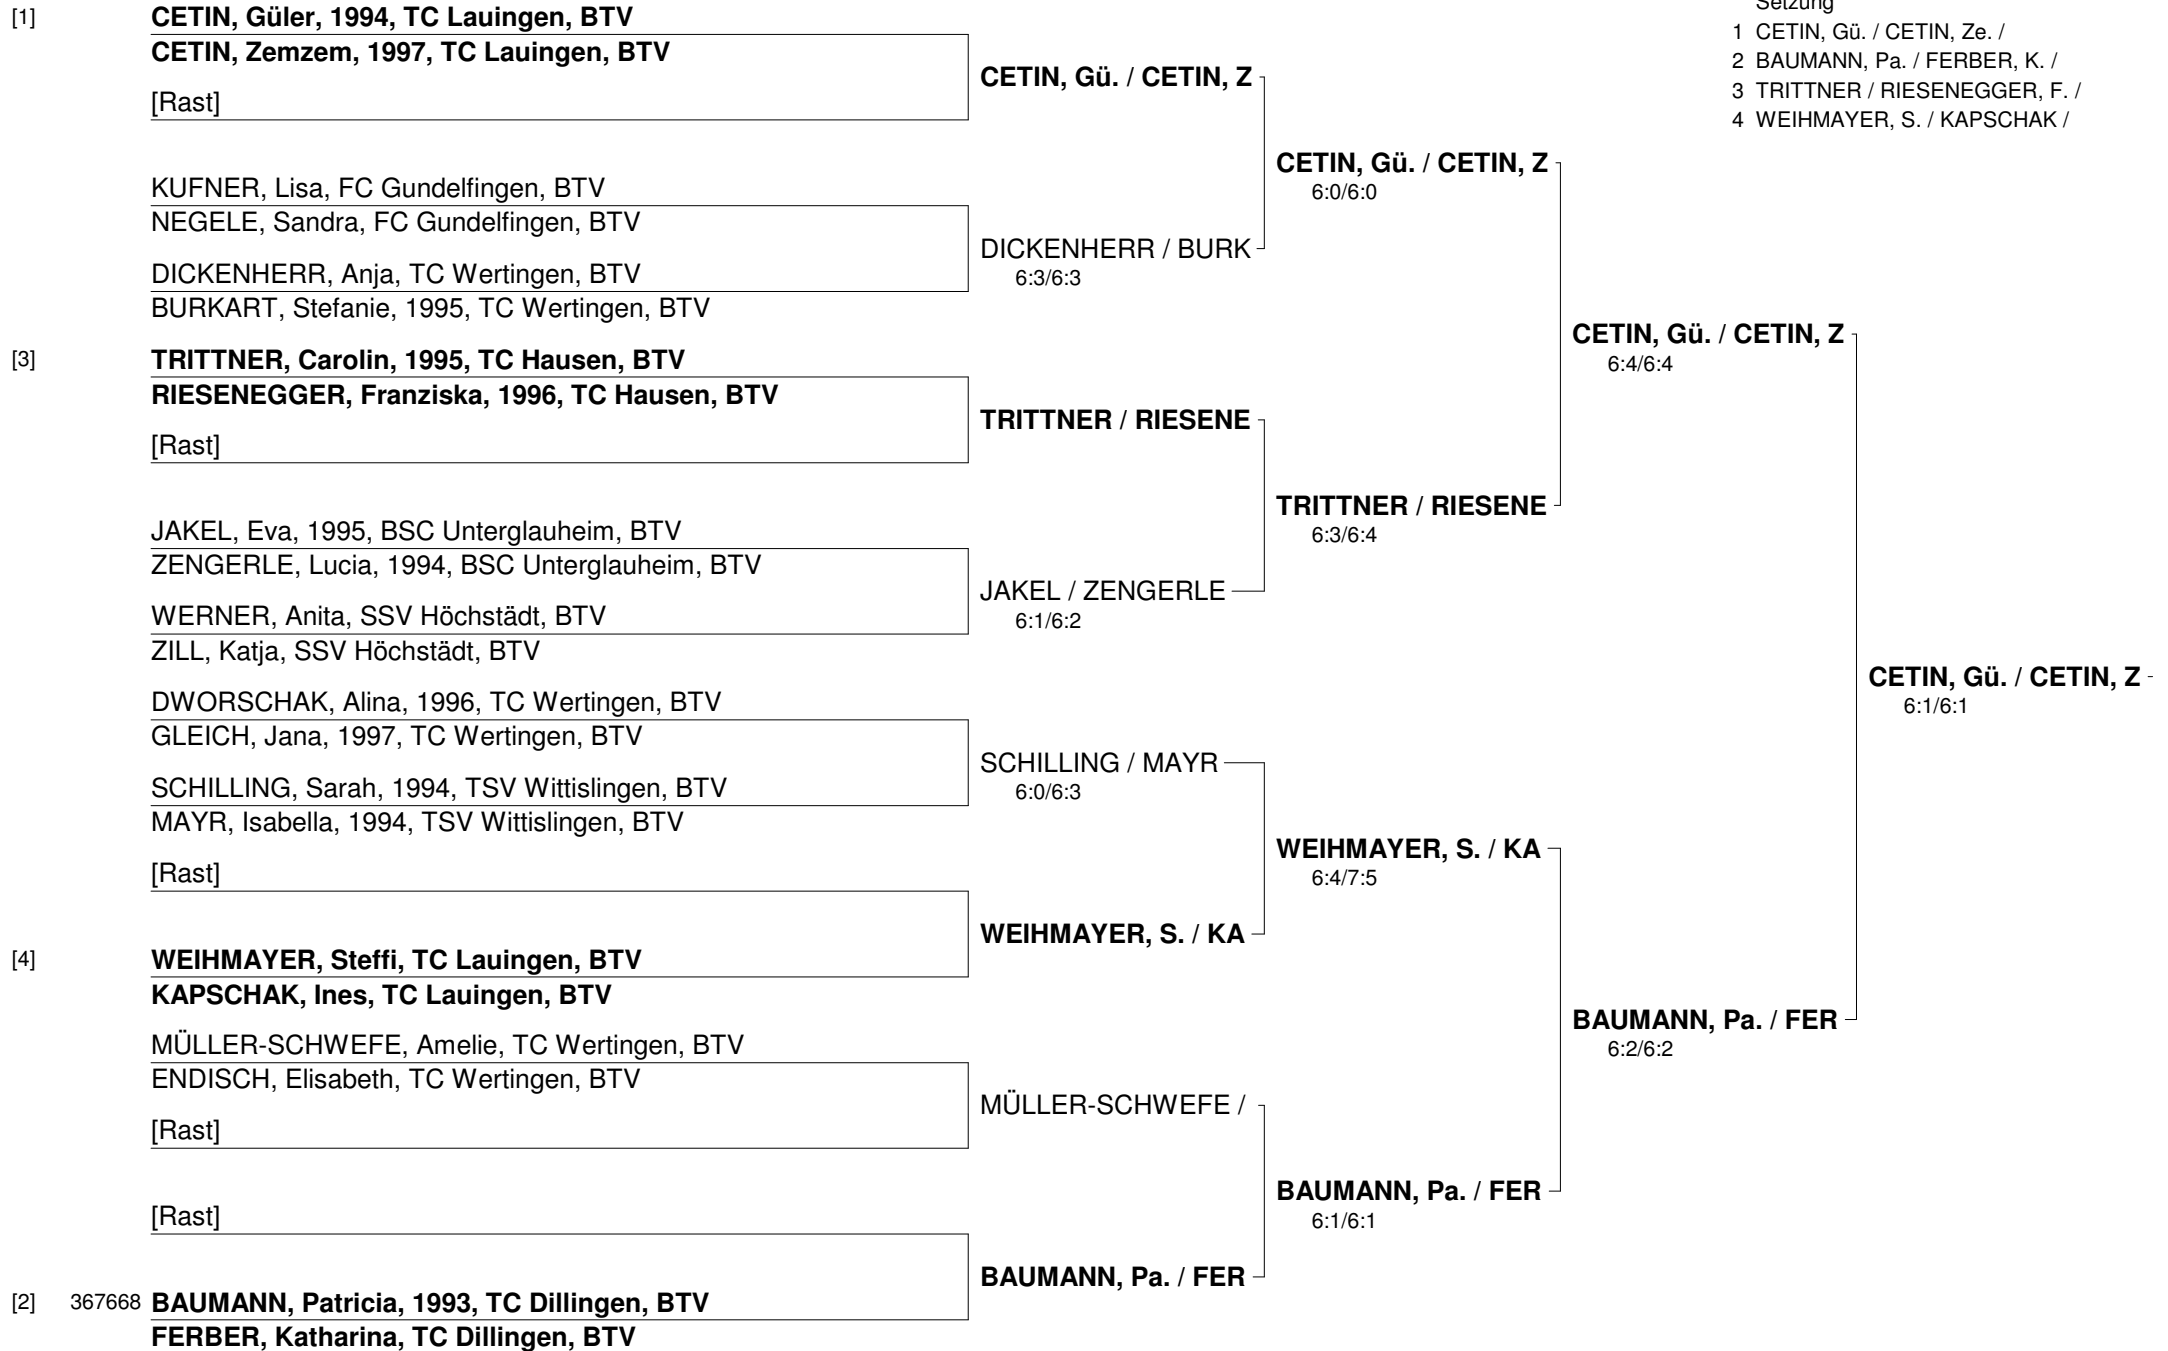 Setzung
1 CETIN, Gü. / CETIN, Ze. /
2 BAUMANN, Pa. / FERBER, K. /
3 TRITTNER / RIESENEGGER, F. /
4 WEIHMAYER, S. / KAPSCHAK /
[1] CETIN, Güler, 1994, TC Lauingen, BTV
CETIN, Zemzem, 1997, TC Lauingen, BTV
[Rast]
KUFNER, Lisa, FC Gundelfingen, BTV
NEGELE, Sandra, FC Gundelfingen, BTV
DICKENHERR, Anja, TC Wertingen, BTV
BURKART, Stefanie, 1995, TC Wertingen, BTV
[3] TRITTNER, Carolin, 1995, TC Hausen, BTV
RIESENEGGER, Franziska, 1996, TC Hausen, BTV
[Rast]
JAKEL, Eva, 1995, BSC Unterglauheim, BTV
ZENGERLE, Lucia, 1994, BSC Unterglauheim, BTV
WERNER, Anita, SSV Höchstädt, BTV
ZILL, Katja, SSV Höchstädt, BTV
DWORSCHAK, Alina, 1996, TC Wertingen, BTV
GLEICH, Jana, 1997, TC Wertingen, BTV
SCHILLING, Sarah, 1994, TSV Wittislingen, BTV
MAYR, Isabella, 1994, TSV Wittislingen, BTV
[Rast]
[4] WEIHMAYER, Steffi, TC Lauingen, BTV
KAPSCHAK, Ines, TC Lauingen, BTV
MÜLLER-SCHWEFE, Amelie, TC Wertingen, BTV
ENDISCH, Elisabeth, TC Wertingen, BTV
[Rast]
[Rast]
[2] 367668 BAUMANN, Patricia, 1993, TC Dillingen, BTV
FERBER, Katharina, TC Dillingen, BTV
CETIN, Gü. / CETIN, Z
DICKENHERR / BURK
6:3/6:3
TRITTNER / RIESENE
JAKEL / ZENGERLE
6:1/6:2
SCHILLING / MAYR
6:0/6:3
WEIHMAYER, S. / KA
MÜLLER-SCHWEFE /
BAUMANN, Pa. / FER
CETIN, Gü. / CETIN, Z
6:0/6:0
TRITTNER / RIESENE
6:3/6:4
WEIHMAYER, S. / KA
6:4/7:5
BAUMANN, Pa. / FER
6:1/6:1
CETIN, Gü. / CETIN, Z
6:4/6:4
BAUMANN, Pa. / FER
6:2/6:2
CETIN, Gü. / CETIN, Z
6:1/6:1